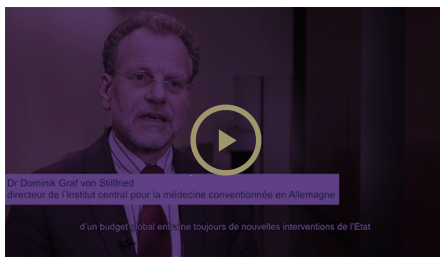 Dr Dominik Graf von Stillfried
directeur de l'Institut central pour la médecine conventionnée en Allemagne
d'un budget global entraîne toujours de nouvelles interventions de l'Etat